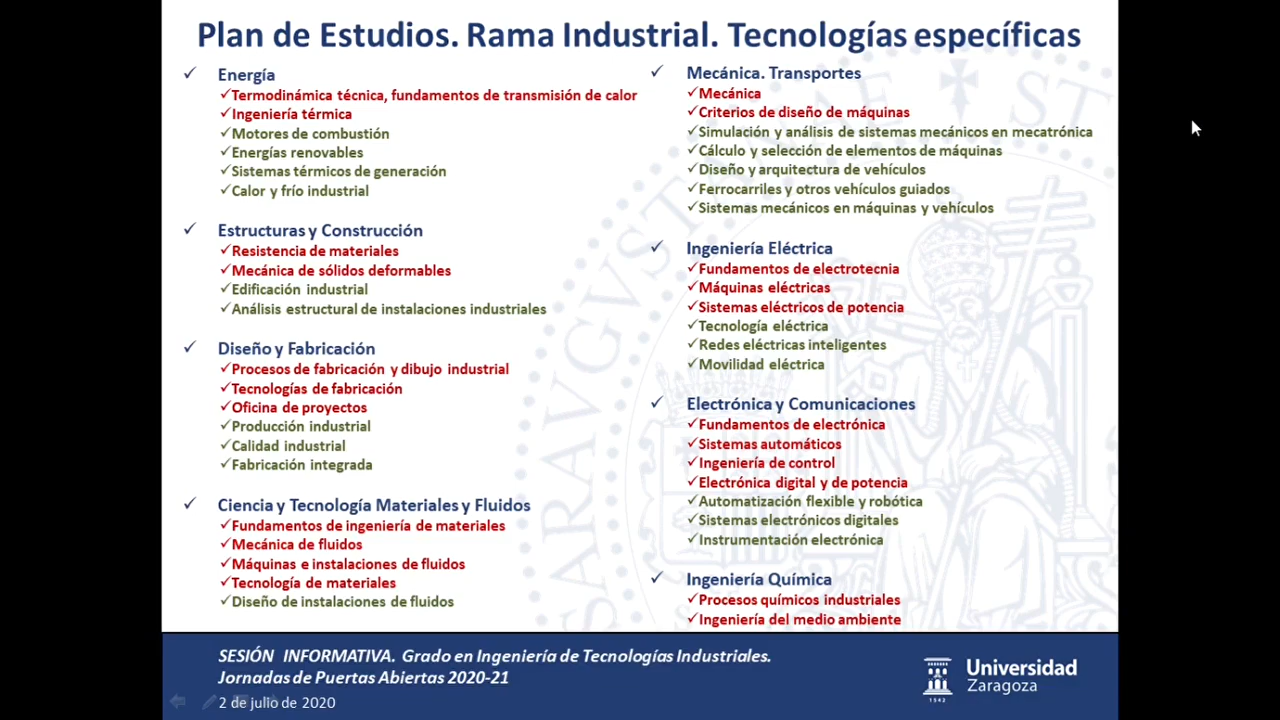 Plan de Estudios. Rama Industrial. Tecnologías específicas
Energía
Termodinámica técnica, fundamentos de transmisión de calor
Ingeniería térmica
Motores de combustión
Energías renovables
Sistemas térmicos de generación
Calor y frío industrial
Estructuras y Construcción
Resistencia de materiales
Mecánica de sólidos deformables
Edificación industrial
Análisis estructural de instalaciones industriales
Diseño y Fabricación
Procesos de fabricación y dibujo industrial
Tecnologías de fabricación
Oficina de proyectos
Producción industrial
Calidad industrial
Fabricación integrada
Ciencia y Tecnología Materiales y Fluidos
Fundamentos de ingeniería de materiales
Mecánica de fluidos
Máquinas e instalaciones de fluidos
Tecnología de materiales
Diseño de instalaciones de fluidos
Mecánica. Transportes
Mecánica
Criterios de diseño de máquinas
Simulación y análisis de sistemas mecánicos en mecatrónica
Cálculo y selección de elementos de máquinas
Diseño y arquitectura de vehículos
Ferrocarriles y otros vehículos guiados
Sistemas mecánicos en máquinas y vehículos
Ingeniería Eléctrica
Fundamentos de electrotecnia
Máquinas eléctricas
Sistemas eléctricos de potencia
Tecnología eléctrica
Redes eléctricas inteligentes
Movilidad eléctrica
Electrónica y Comunicaciones
Fundamentos de electrónica
Sistemas automáticos
Ingeniería de control
Electrónica digital y de potencia
Automatización flexible y robótica
Sistemas electrónicos digitales
Instrumentación electrónica
Ingeniería Química
Procesos químicos industriales
Ingeniería del medio ambiente
SESIÓN INFORMATIVA. Grado en Ingeniería de Tecnologías Industriales.
Jornadas de Puertas Abiertas 2020-21
2 de julio de 2020
Universidad
Zaragoza
1542